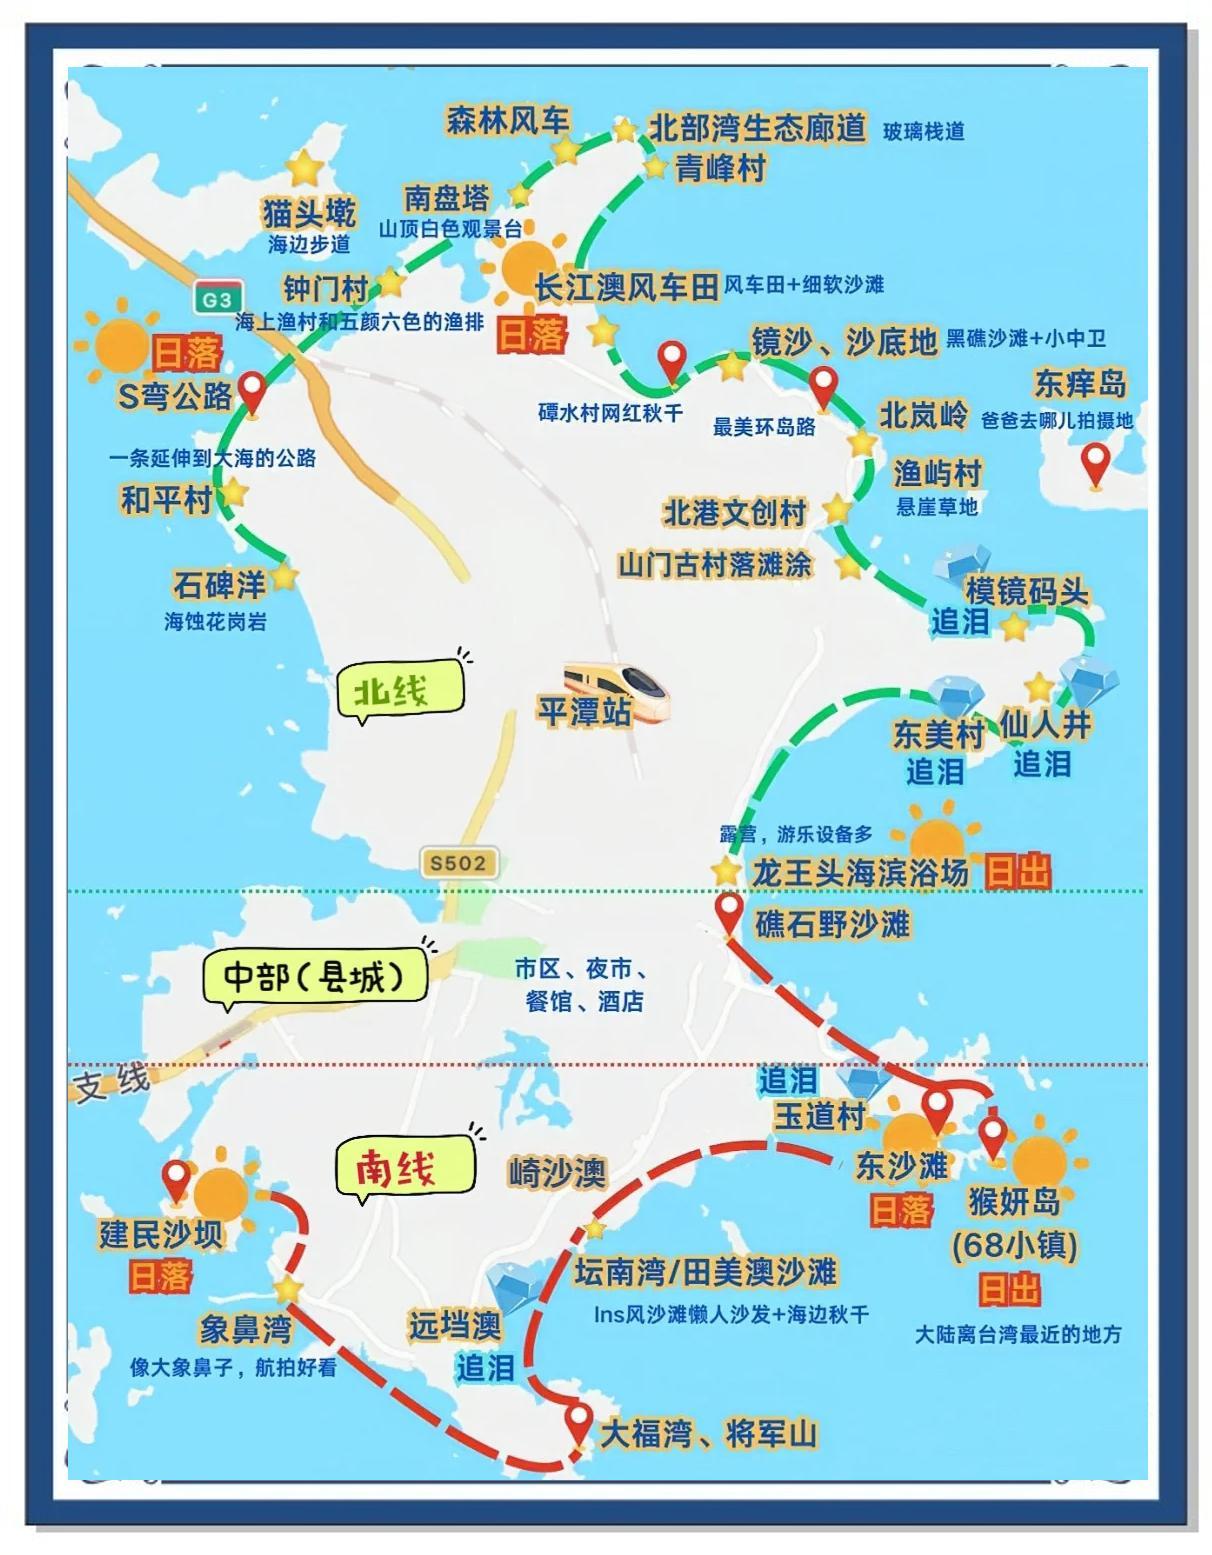 森林风车
北部湾生态廊道 玻璃栈道
青峰村
猫头墘
海边步道
南盘塔
山顶白色观景台
钟门村
海上渔村和五颜六色的渔排
G3
长江澳风车田 风车田+细软沙滩
日落
日落
S弯公路
镜沙、沙底地 黑礁沙滩+小中卫
东痒岛
爸爸去哪儿拍摄地
磹水村网红秋千
最美环岛路
北岚岭
一条延伸到大海的公路
和平村
渔屿村
悬崖草地
北港文创村
山门古村落滩涂
石碑洋
海蚀花岗岩
模镜码头
追泪
北线
平潭站
东美村
追泪
仙人井
追泪
露营，游乐设备多
S502
龙王头海滨浴场 日出
礁石野沙滩
中部(县城)
市区、夜市、
餐馆、酒店
支线
追泪
玉道村
南线
崎沙澳
东沙滩
日落
猴妍岛
(68小镇)
日出
大陆离台湾最近的地方
建民沙坝
日落
坛南湾/田美澳沙滩
Ins风沙滩懒人沙发+海边秋千
象鼻湾
像大象鼻子，航拍好看
远垱澳
追泪
大福湾、将军山